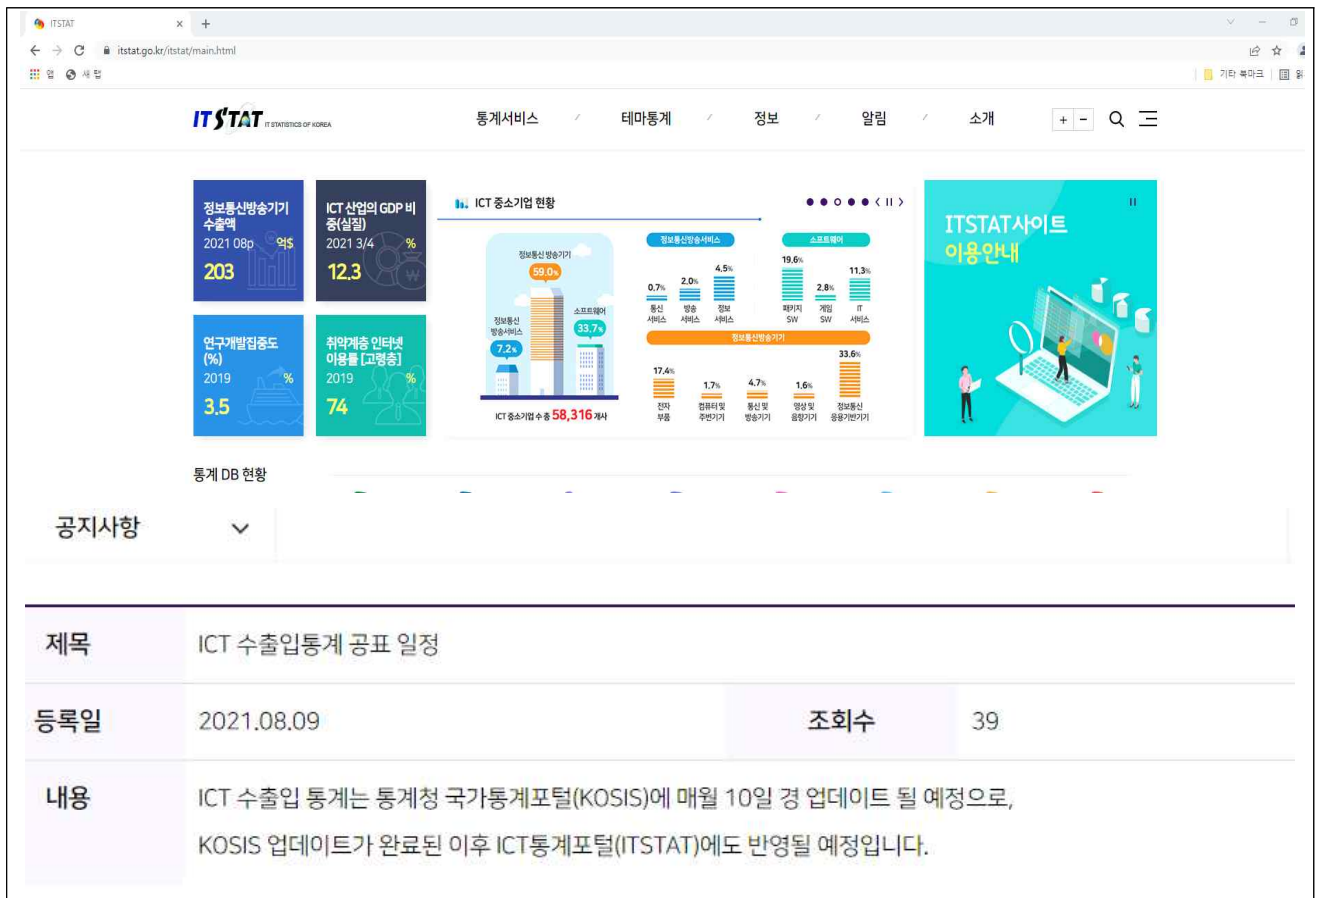 ITSTAT
itstat.go.kr/itstat/main.html
앱 새 탭
기타 북마크
ITSTAT IT STATISTICS OF KOREA
통계서비스 / 테마통계 / 정보 / 알림 / 소개
+ -
정보통신방송기기
수출액
2021 08p 억$
203
ICT 산업의 GDP 비
중(실질)
2021 3/4 %
12.3
연구개발집중도
(%)
2019 %
3.5
취약계층 인터넷
이용률 [고령층]
2019 %
74
ICT 중소기업 현황
정보통신 방송기기
59.0%
정보통신
방송서비스
7.2%
소프트웨어
33.7%
ICT 중소기업 수 총 58,316 개사
정보통신방송서비스
0.7% 2.0% 4.5%
통신 방송 정보
서비스 서비스 서비스
소프트웨어
19.6% 2.8% 11.3%
패키지 게임 IT
SW SW 서비스
정보통신방송기기
17.4% 1.7% 4.7% 1.6% 33.6%
전자 컴퓨터 및 통신 및 영상 및 정보통신
부품 주변기기 방송기기 음향기기 응용기반기기
ITSTAT사이트
이용안내
통계 DB 현황
공지사항
제목 ICT 수출입통계 공표 일정
등록일 2021.08.09 조회수 39
내용 ICT 수출입 통계는 통계청 국가통계포털(KOSIS)에 매월 10일 경 업데이트 될 예정으로,
KOSIS 업데이트가 완료된 이후 ICT통계포털(ITSTAT)에도 반영될 예정입니다.